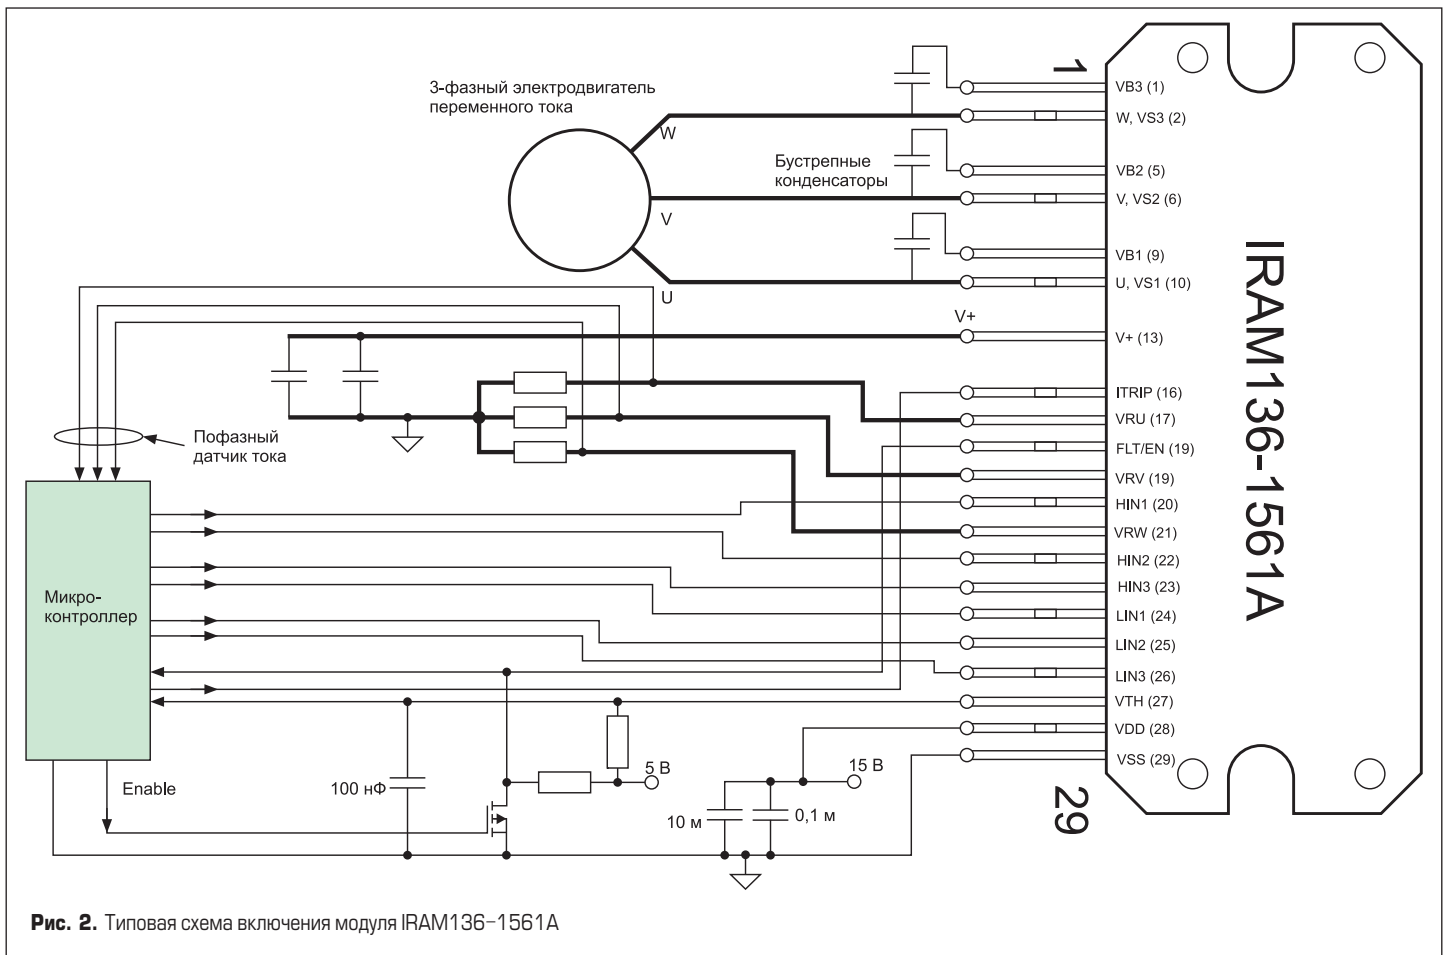 3-фазный электродвигатель
переменного тока
W
V
U
Бустрепные
конденсаторы
V+
1
VB3 (1)
W, VS3 (2)
VB2 (5)
V, VS2 (6)
VB1 (9)
U, VS1 (10)
V+ (13)
ITRIP (16)
VRU (17)
FLT/EN (19)
VRV (19)
HIN1 (20)
VRW (21)
HIN2 (22)
HIN3 (23)
LIN1 (24)
LIN2 (25)
LIN3 (26)
VTH (27)
VDD (28)
VSS (29)
29
IRAM136-1561A
Пофазный
датчик тока
Микро-
контроллер
Enable
100 нФ
5 В
15 В
10 м
0,1 м
Рис. 2. Типовая схема включения модуля IRAM136-1561A